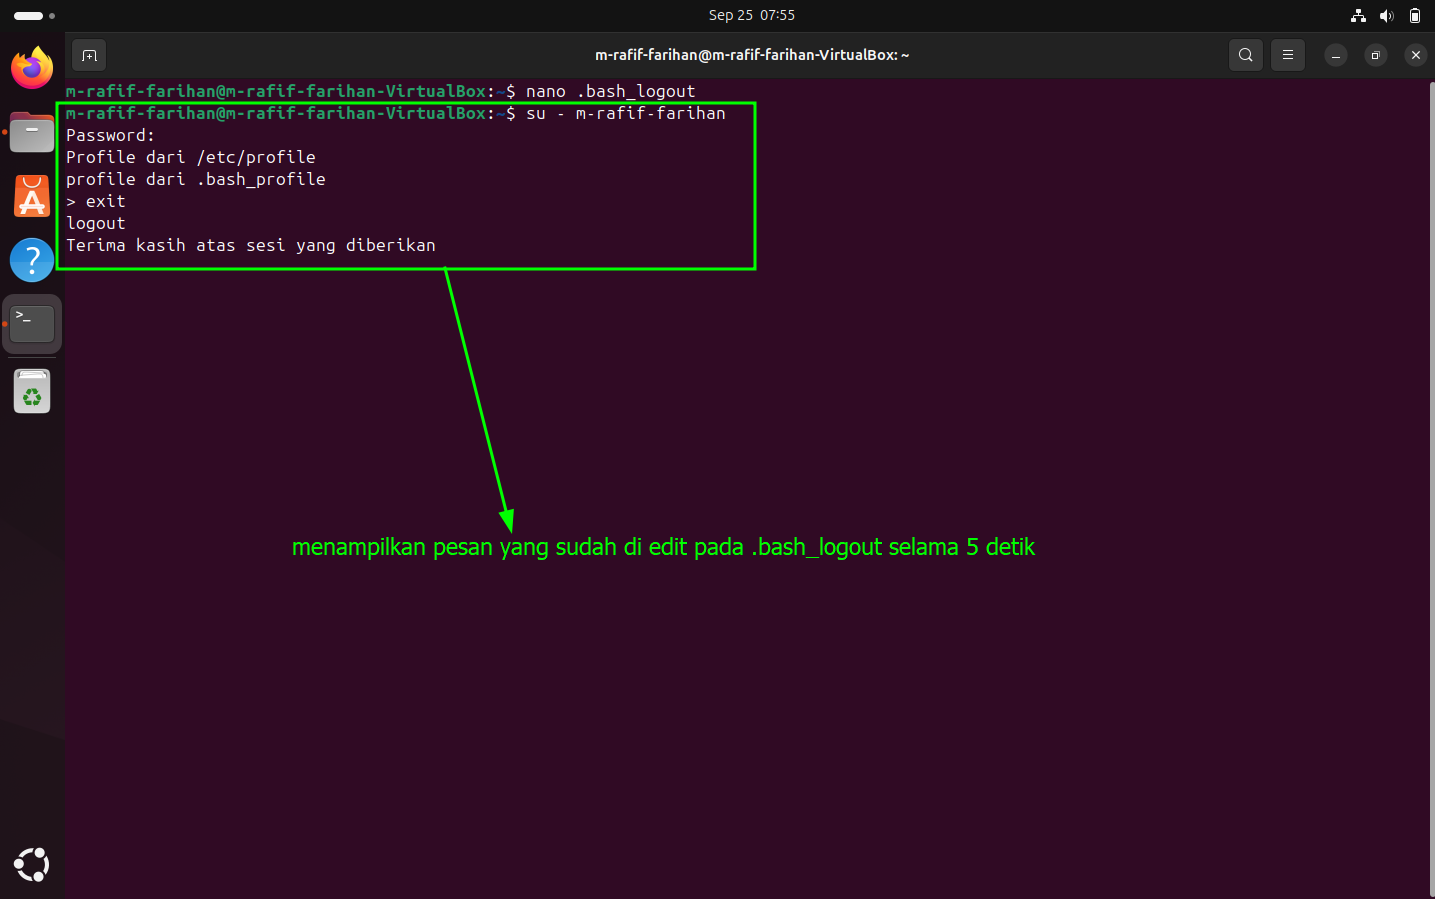 Sep 25 07:55
m-rafif-farihan@m-rafif-farihan-VirtualBox: ~
m-rafif-farihan@m-rafif-farihan-VirtualBox:~$ nano .bash_logout
m-rafif-farihan@m-rafif-farihan-VirtualBox:~$ su - m-rafif-farihan
Password:
Profile dari /etc/profile
profile dari .bash_profile
> exit
logout
Terima kasih atas sesi yang diberikan
menampilkan pesan yang sudah di edit pada .bash_logout selama 5 detik